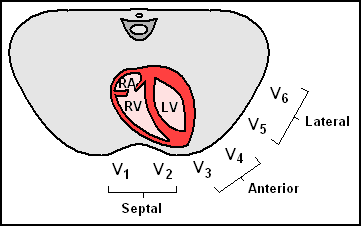 RA
RV LV
V6
V5
Lateral
V4
V1 V2 V3
Anterior
Septal